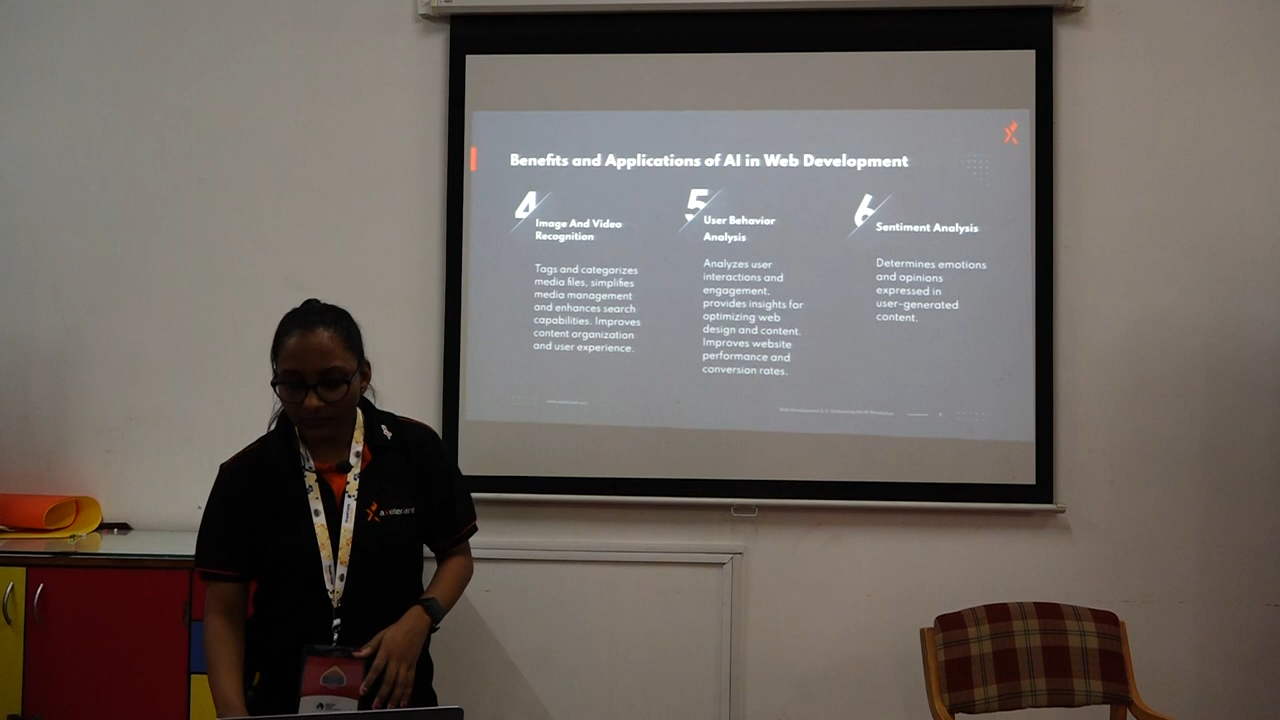 Benefits and Applications of AI in Web Development
4
Image And Video
Recognition
Tags and categorizes
media files, simplifies
media management
and enhances search
capabilities. Improves
content organization
and user experience.
5
User Behavior
Analysis
Analyzes user
interactions and
engagement,
provides insights for
optimizing web
design and content.
Improves website
performance and
conversion rates.
6
Sentiment Analysis
Determines emotions
and opinions
expressed in
user-generated
content.